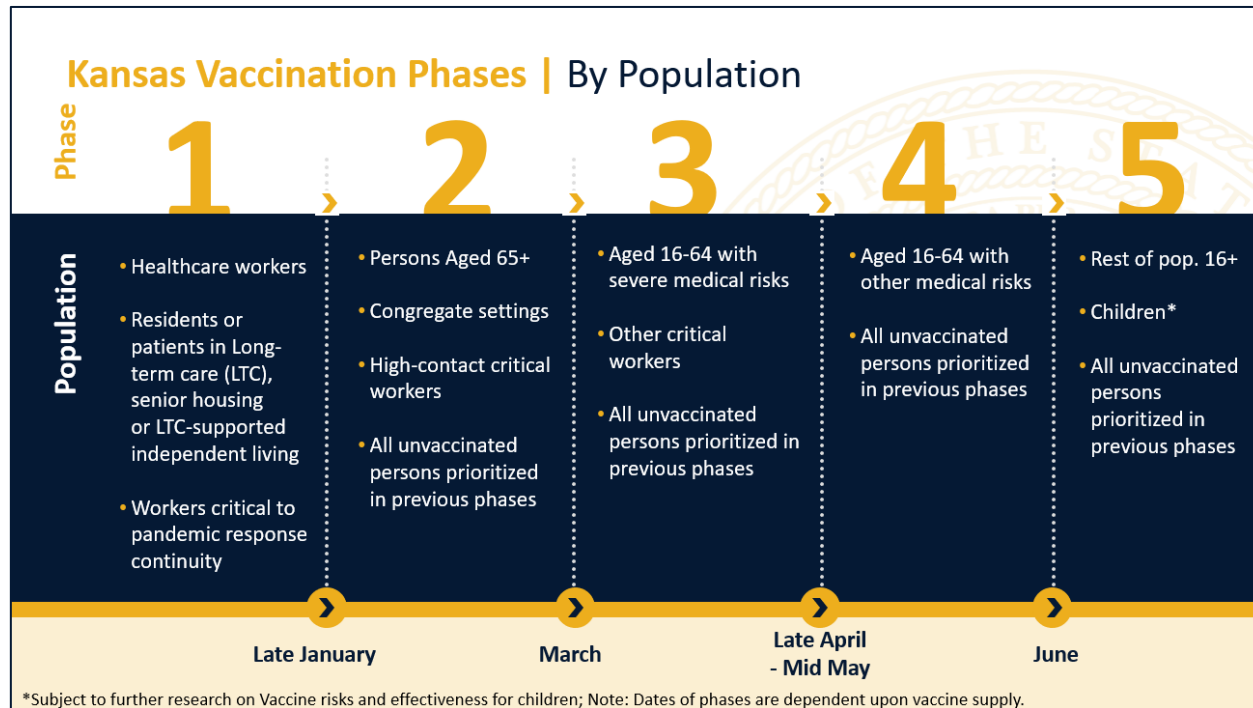 Kansas Vaccination Phases | By Population
Phase
1
2
3
4
5
Population
• Healthcare workers
• Residents or
patients in Long-
term care (LTC),
senior housing
or LTC-supported
independent living
• Workers critical to
pandemic response
continuity
• Persons Aged 65+
• Congregate settings
• High-contact critical
workers
• All unvaccinated
persons prioritized
in previous phases
• Aged 16-64 with
severe medical risks
• Other critical
workers
• All unvaccinated
persons prioritized in
previous phases
• Aged 16-64 with
other medical risks
• All unvaccinated
persons prioritized
in previous phases
• Rest of pop. 16+
• Children*
• All unvaccinated
persons
prioritized in
previous phases
Late January
March
Late April
- Mid May
June
*Subject to further research on Vaccine risks and effectiveness for children; Note: Dates of phases are dependent upon vaccine supply.
OF THE STAT